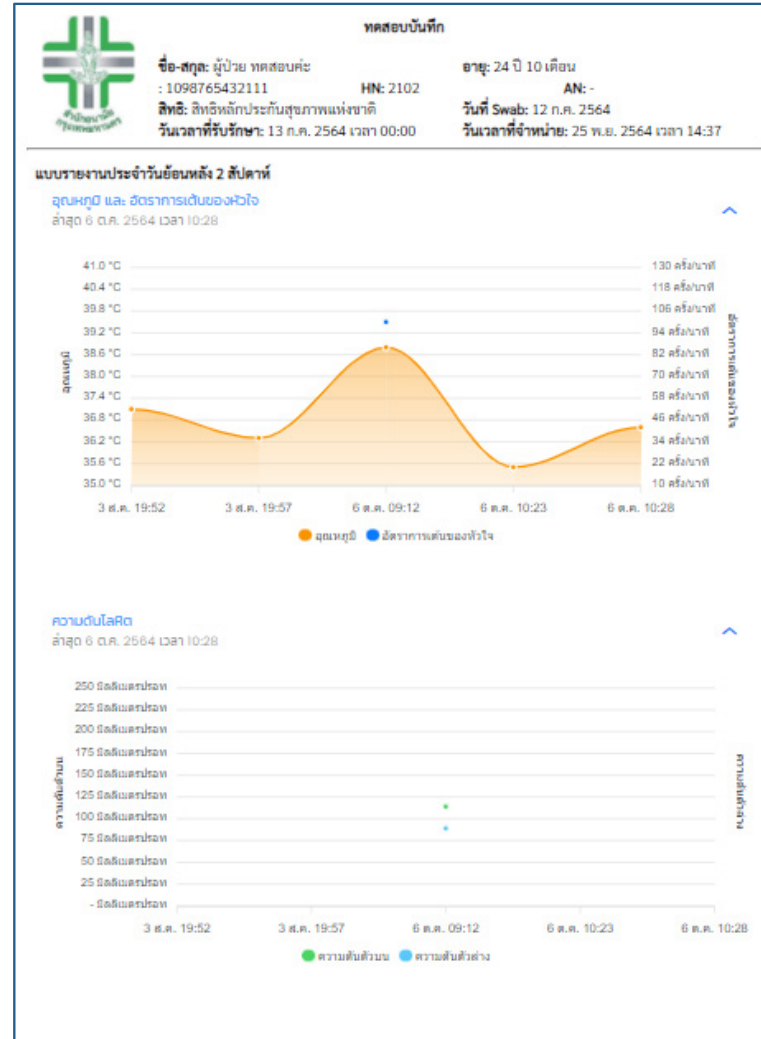 ทดสอบบันทึก
ชื่อ-สกุล: ผู้ป่วย ทดสอบค่ะ อายุ: 24 ปี 10 เดือน
: 1098765432111 HN: 2102 AN: -
สิทธิ: สิทธิหลักประกันสุขภาพแห่งชาติ วันที่ Swab: 12 ก.ค. 2564
วันเวลาที่รับรักษา: 13 ก.ค. 2564 เวลา 00:00 วันเวลาที่จำหน่าย: 25 พ.ย. 2564 เวลา 14:37
สำนักอนามัย
กรุงเทพมหานคร
แบบรายงานประจำวันย้อนหลัง 2 สัปดาห์
อุณหภูมิ และ อัตราการเต้นของหัวใจ
ล่าสุด 6 ต.ค. 2564 เวลา 10:28
41.0 °C 130 ครั้ง/นาที
40.4 °C 118 ครั้ง/นาที
39.8 °C 106 ครั้ง/นาที
39.2 °C 94 ครั้ง/นาที
38.6 °C 82 ครั้ง/นาที
38.0 °C 70 ครั้ง/นาที
37.4 °C 58 ครั้ง/นาที
36.8 °C 46 ครั้ง/นาที
36.2 °C 34 ครั้ง/นาที
35.6 °C 22 ครั้ง/นาที
35.0 °C 10 ครั้ง/นาที
อุณหภูมิ
อัตราการเต้นของหัวใจ
3 ส.ค. 19:52 3 ส.ค. 19:57 6 ต.ค. 09:12 6 ต.ค. 10:23 6 ต.ค. 10:28
อุณหภูมิ อัตราการเต้นของหัวใจ
ความดันโลหิต
ล่าสุด 6 ต.ค. 2564 เวลา 10:28
250 มิลลิเมตรปรอท
225 มิลลิเมตรปรอท
200 มิลลิเมตรปรอท
175 มิลลิเมตรปรอท
150 มิลลิเมตรปรอท
125 มิลลิเมตรปรอท
100 มิลลิเมตรปรอท
75 มิลลิเมตรปรอท
50 มิลลิเมตรปรอท
25 มิลลิเมตรปรอท
- มิลลิเมตรปรอท
ความดันตัวบน
ความดันตัวล่าง
3 ส.ค. 19:52 3 ส.ค. 19:57 6 ต.ค. 09:12 6 ต.ค. 10:23 6 ต.ค. 10:28
ความดันตัวบน ความดันตัวล่าง